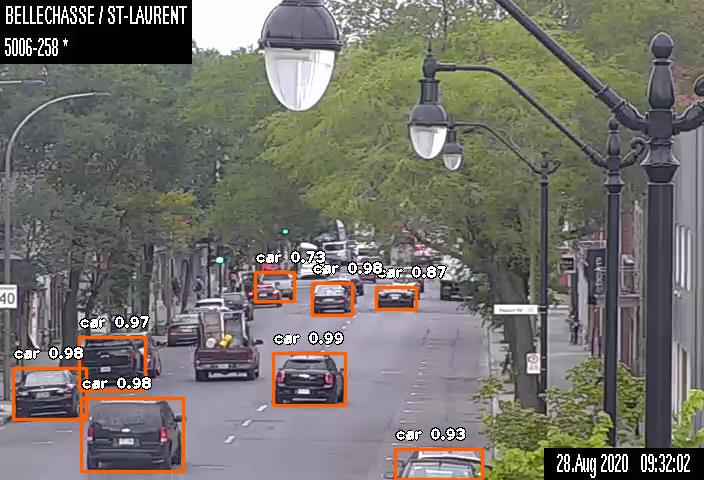 BELLECHASSE / ST-LAURENT
5006-258 *
car 0.73
car 0.98
car 0.87
car 0.97
car 0.99
car 0.98
car 0.98
car 0.93
40
28.Aug 2020 09:32:02